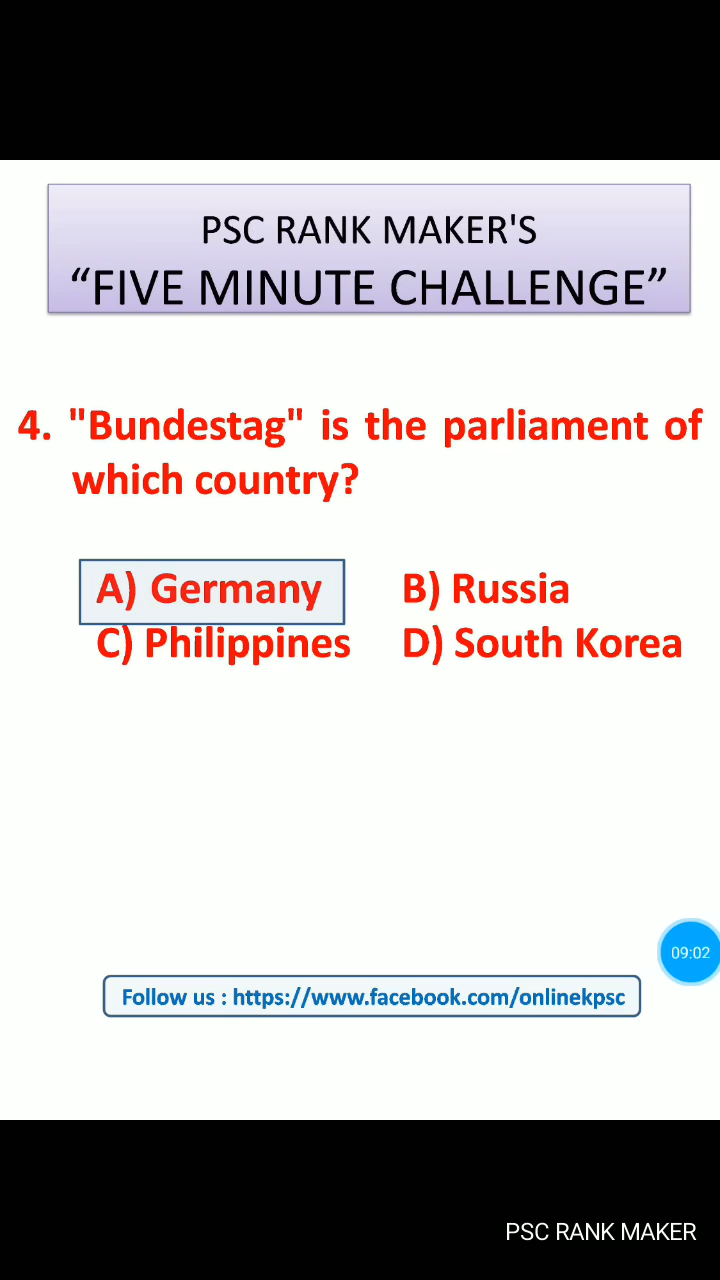 PSC RANK MAKER'S
“FIVE MINUTE CHALLENGE”
4. "Bundestag" is the parliament of
which country?
A) Germany B) Russia
C) Philippines D) South Korea
09:02
Follow us : https://www.facebook.com/onlinekpsc
PSC RANK MAKER